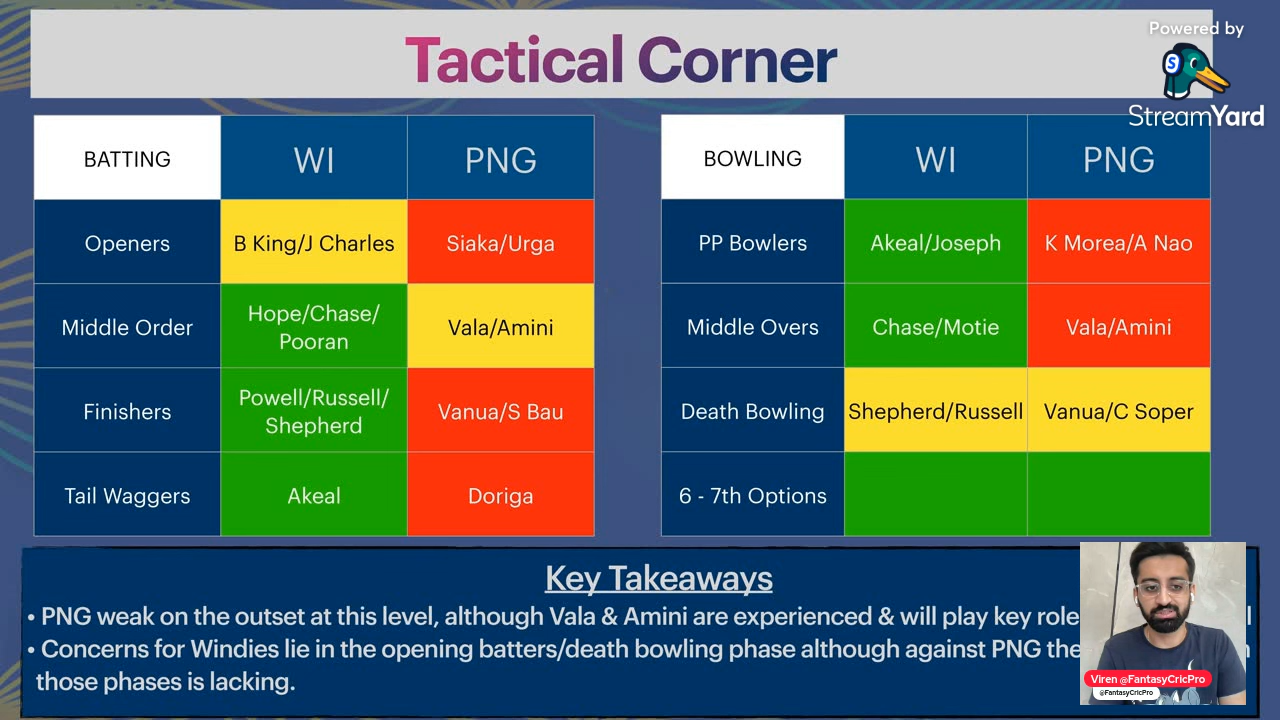 Tactical Corner
Powered by
StreamYard
BATTING WI PNG
Openers B King/J Charles Siaka/Urga
Middle Order Hope/Chase/
Pooran Vala/Amini
Finishers Powell/Russell/
Shepherd Vanua/S Bau
Tail Waggers Akeal Doriga
BOWLING WI PNG
PP Bowlers Akeal/Joseph K Morea/A Nao
Middle Overs Chase/Motie Vala/Amini
Death Bowling Shepherd/Russell Vanua/C Soper
6 - 7th Options
Key Takeaways
• PNG weak on the outset at this level, although Vala & Amini are experienced & will play key role
• Concerns for Windies lie in the opening batters/death bowling phase although against PNG
those phases is lacking.
Viren @FantasyCricPro
@FantasyCricPro